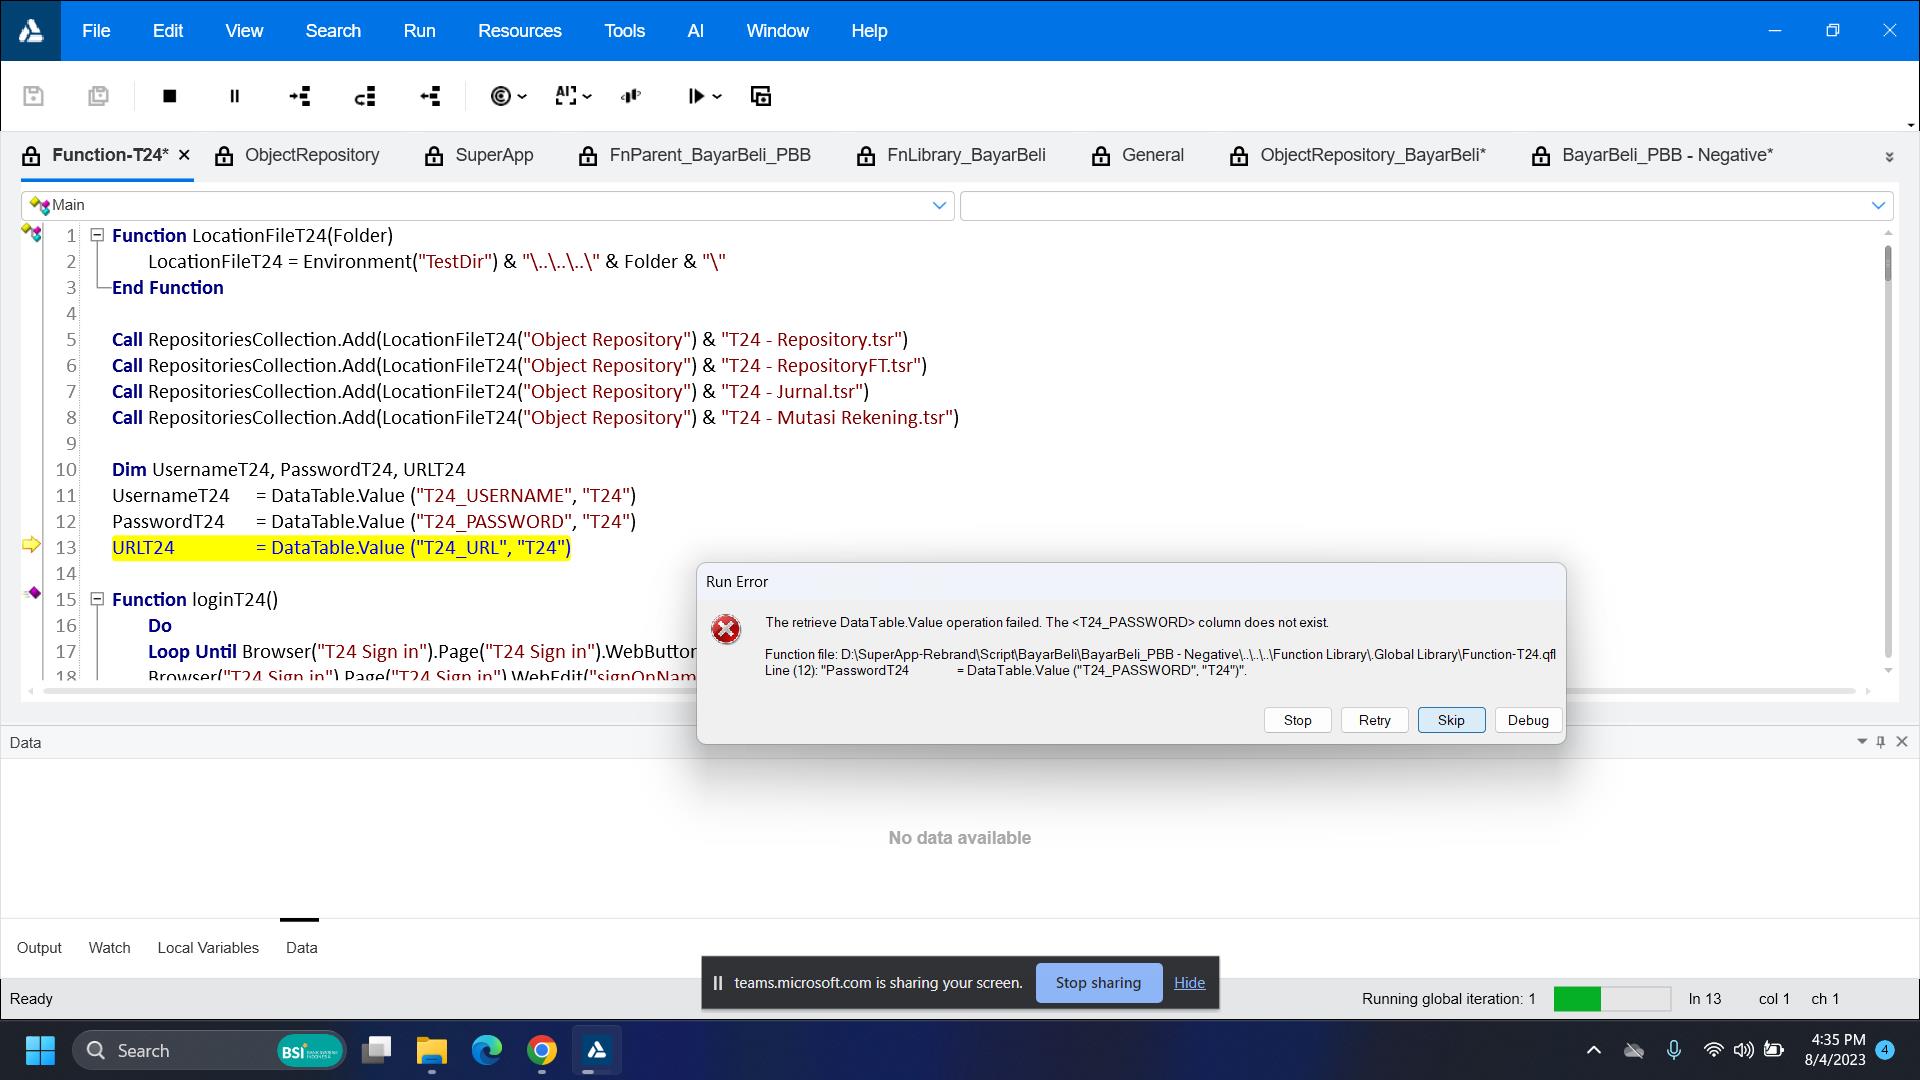 File Edit View Search Run Resources Tools AI Window Help
Function-T24* ObjectRepository SuperApp FnParent_BayarBeli_PBB FnLibrary_BayarBeli General ObjectRepository_BayarBeli* BayarBeli_PBB - Negative*
Main
1 Function LocationFileT24(Folder)
2 LocationFileT24 = Environment("TestDir") & "\..\..\..\" & Folder & "\"
3 End Function
4
5 Call RepositoriesCollection.Add(LocationFileT24("Object Repository") & "T24 - Repository.tsr")
6 Call RepositoriesCollection.Add(LocationFileT24("Object Repository") & "T24 - RepositoryFT.tsr")
7 Call RepositoriesCollection.Add(LocationFileT24("Object Repository") & "T24 - Jurnal.tsr")
8 Call RepositoriesCollection.Add(LocationFileT24("Object Repository") & "T24 - Mutasi Rekening.tsr")
9
10 Dim UsernameT24, PasswordT24, URLT24
11 UsernameT24 = DataTable.Value ("T24_USERNAME", "T24")
12 PasswordT24 = DataTable.Value ("T24_PASSWORD", "T24")
13 URLT24 = DataTable.Value ("T24_URL", "T24")
14
15 Function loginT24()
16 Do
17 Loop Until Browser("T24 Sign in").Page("T24 Sign in").WebButton
18 Browser("T24 Sign in").Page("T24 Sign in").WebEdit("signOnNam
Run Error
The retrieve DataTable.Value operation failed. The <T24_PASSWORD> column does not exist.
Function file: D:\SuperApp-Rebrand\Script\BayarBeli\BayarBeli_PBB - Negative\..\..\..\Function Library\.Global Library\Function-T24.qfl
Line (12): "PasswordT24 = DataTable.Value ("T24_PASSWORD", "T24")".
Stop Retry Skip Debug
Data
No data available
Output Watch Local Variables Data
teams.microsoft.com is sharing your screen. Stop sharing Hide
Ready Running global iteration: 1 ln 13 col 1 ch 1
Search BSI
4:35 PM
8/4/2023 4